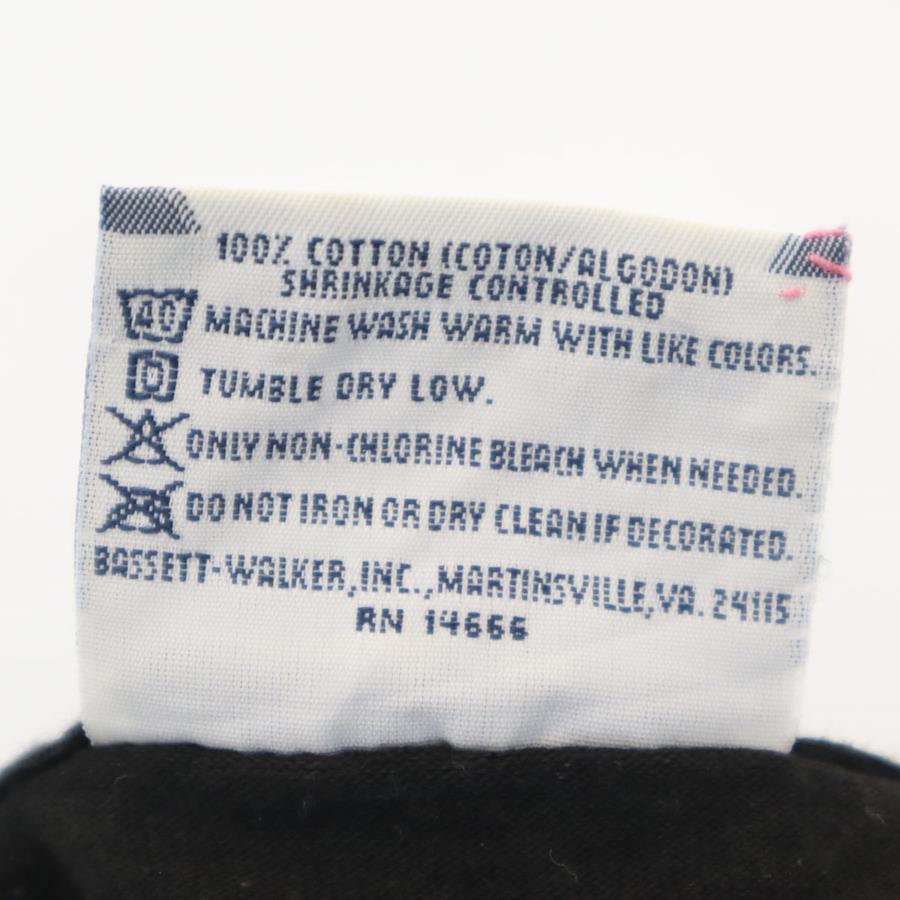 100% COTTON (COTON/ALGODON)
SHRINKAGE CONTROLLED
40 MACHINE WASH WARM WITH LIKE COLORS.
TUMBLE DRY LOW.
ONLY NON-CHLORINE BLEACH WHEN NEEDED.
DO NOT IRON OR DRY CLEAN IF DECORATED.
BASSETT-WALKER, INC., MARTINSVILLE, VA. 24115
RN 14666